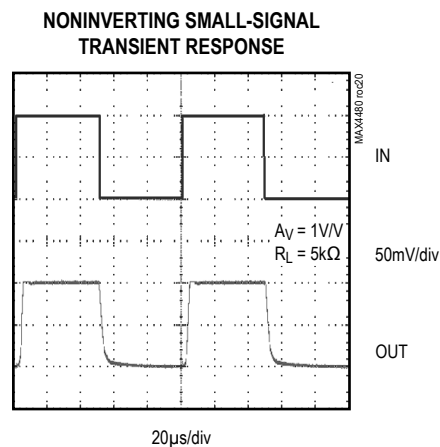 NONINVERTING SMALL-SIGNAL
TRANSIENT RESPONSE
MAX4480 toc20
IN
AV = 1V/V
RL = 5kΩ
50mV/div
OUT
20µs/div